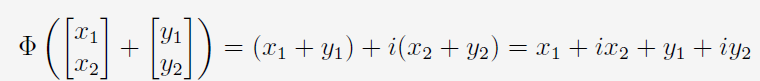 Φ([x₁ x₂] + [y₁ y₂]) = (x₁ + y₁) + i(x₂ + y₂) = x₁ + ix₂ + y₁ + iy₂